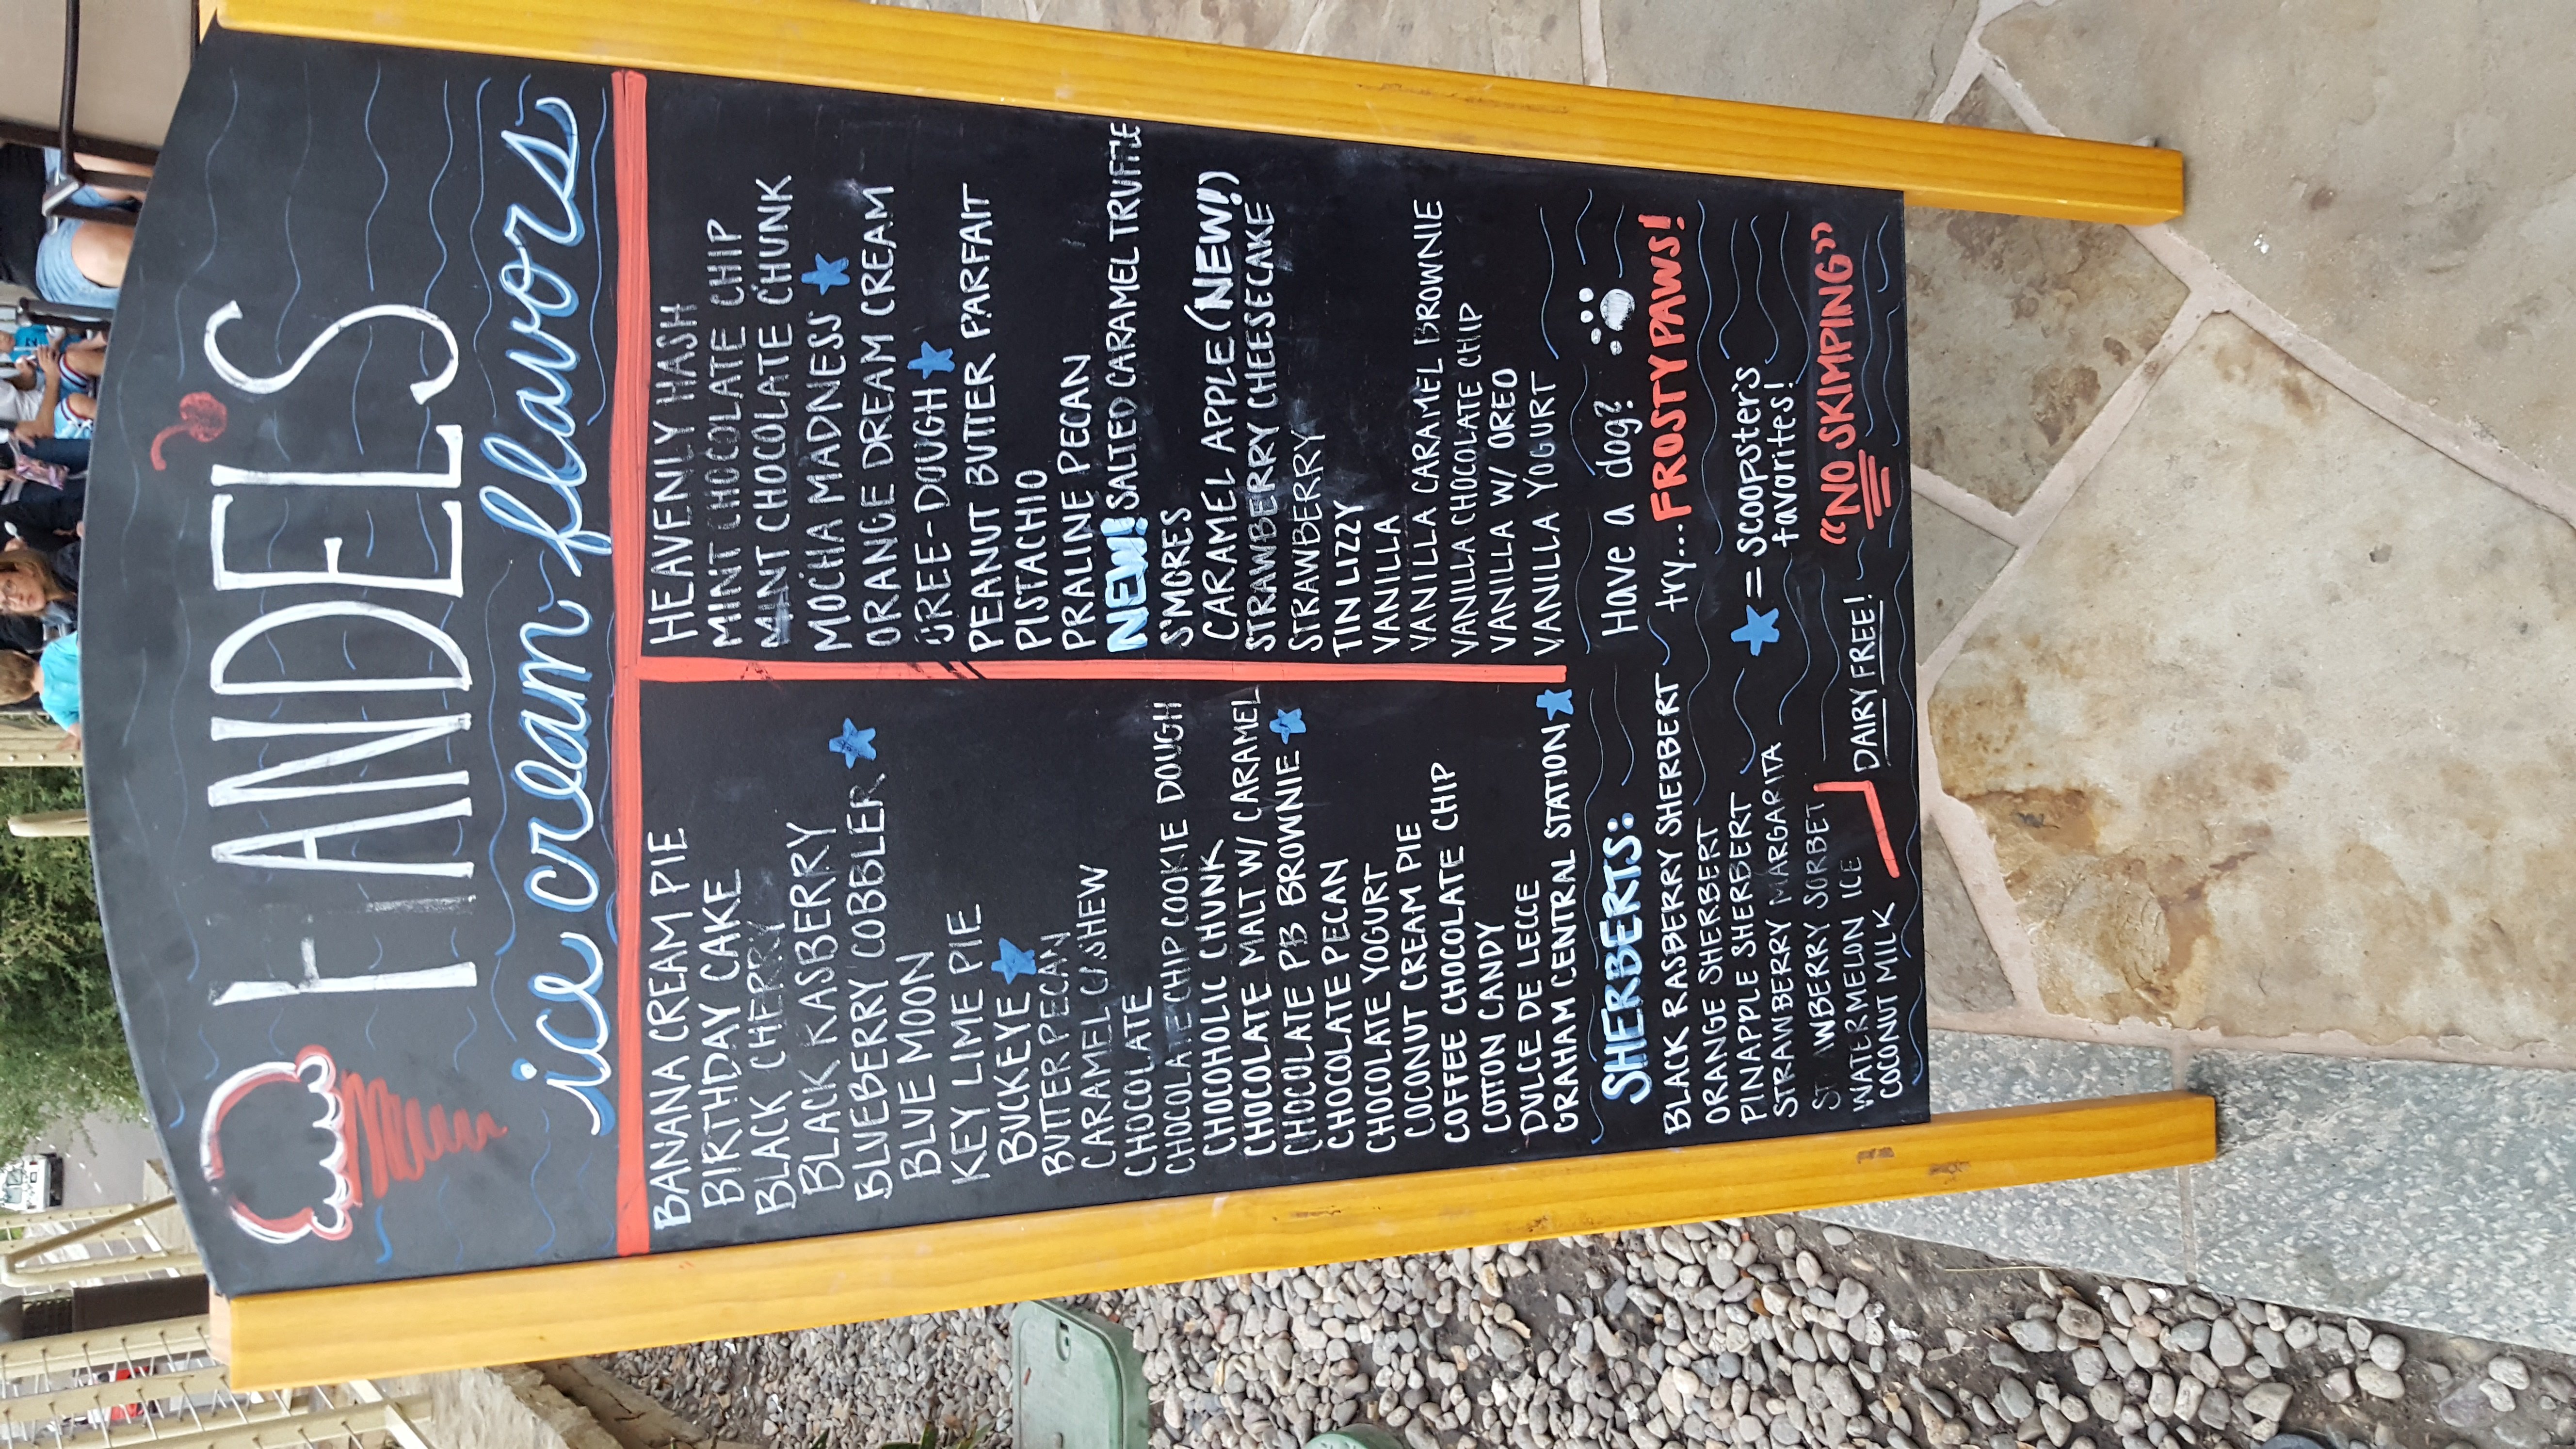 HANDEL'S
ice cream flavors
BANANA CREAM PIE
BIRTHDAY CAKE
BLACK CHERRY
BLACK RASBERRY
BLUEBERRY COBBLER
BLUE MOON
KEY LIME PIE
BUCKEYE
BUTTER PECAN
CARAMEL CASHEW
CHOCOLATE
CHOCOLATE CHIP COOKIE DOUGH
CHOCOHOLIC CHUNK
CHOCOLATE MALT W/ CARAMEL
CHOCOLATE PB BROWNIE
CHOCOLATE PECAN
CHOCOLATE YOGURT
COCONUT CREAM PIE
COFFEE CHOCOLATE CHIP
COTTON CANDY
DULCE DE LECCE
GRAHAM CENTRAL STATION
HEAVENLY HASH
MINT CHOCOLATE CHIP
MINT CHOCOLATE CHUNK
MOCHA MADNESS
ORANGE DREAM CREAM
OREE-DOUGH
PEANUT BUTTER PARFAIT
PISTACHIO
PRALINE PECAN
NEW! SALTED CARAMEL TRUFFLE
S'MORES
CARAMEL APPLE (NEW!)
STRAWBERRY CHEESECAKE
STRAWBERRY
TIN LIZZY
VANILLA
VANILLA CARAMEL BROWNIE
VANILLA CHOCOLATE CHIP
VANILLA W/ OREO
VANILLA YOGURT
SHERBERTS:
BLACK RASBERRY SHERBERT
ORANGE SHERBERT
PINAPPLE SHERBERT
STRAWBERRY MARGARITA
STRAWBERRY SORBET
WATERMELON ICE
COCONUT MILK
DAIRY FREE!
Have a dog?
try... FROSTY PAWS!
= scoopster's
favorites!
"NO SKIMPING"